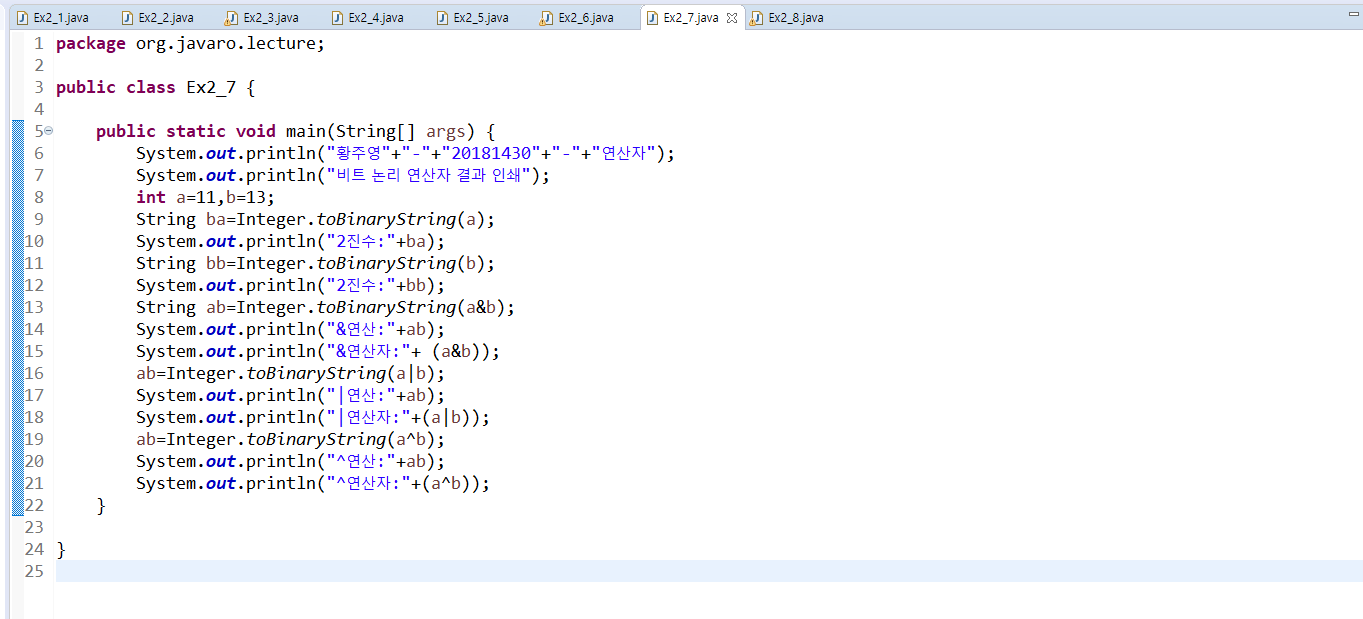 Ex2_1.java Ex2_2.java Ex2_3.java Ex2_4.java Ex2_5.java Ex2_6.java Ex2_7.java Ex2_8.java
1 package org.javaro.lecture;
2
3 public class Ex2_7 {
4
5 public static void main(String[] args) {
6 System.out.println("황주영"+"-"+"20181430"+"-"+"연산자");
7 System.out.println("비트 논리 연산자 결과 인쇄");
8 int a=11,b=13;
9 String ba=Integer.toBinaryString(a);
10 System.out.println("2진수:"+ba);
11 String bb=Integer.toBinaryString(b);
12 System.out.println("2진수:"+bb);
13 String ab=Integer.toBinaryString(a&b);
14 System.out.println("&연산:"+ab);
15 System.out.println("&연산자:"+ (a&b));
16 ab=Integer.toBinaryString(a|b);
17 System.out.println("|연산:"+ab);
18 System.out.println("|연산자:"+(a|b));
19 ab=Integer.toBinaryString(a^b);
20 System.out.println("^연산:"+ab);
21 System.out.println("^연산자:"+(a^b));
22 }
23
24 }
25